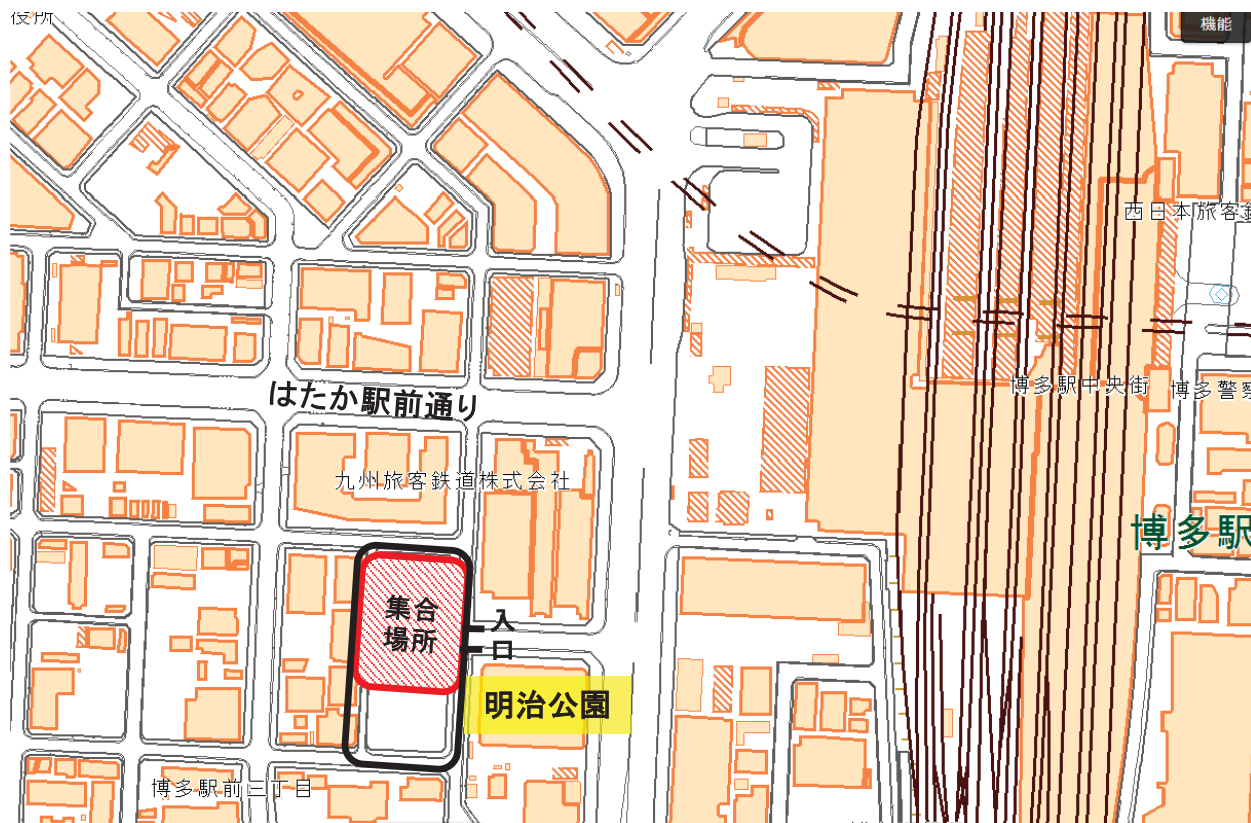 役所
機能
西日本旅客鉄
はたか駅前通り
博多駅中央街
博多警察
九州旅客鉄道株式会社
博多駅
集合
場所
入
口
明治公園
博多駅前三丁目